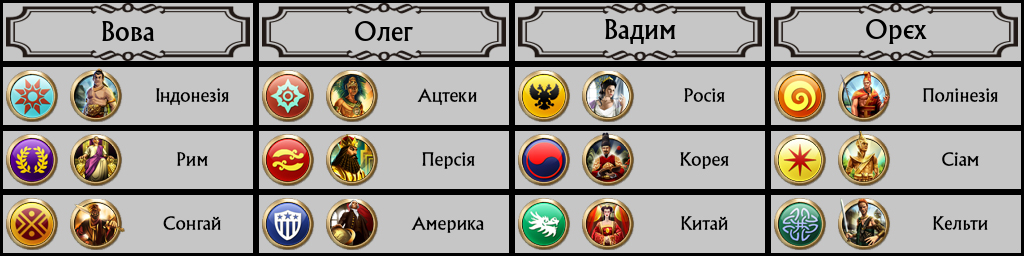 Вова
Олег
Вадим
Орєх
Індонезія
Ацтеки
Росія
Полінезія
Рим
Персія
Корея
Сіам
Сонгай
Америка
Китай
Кельти